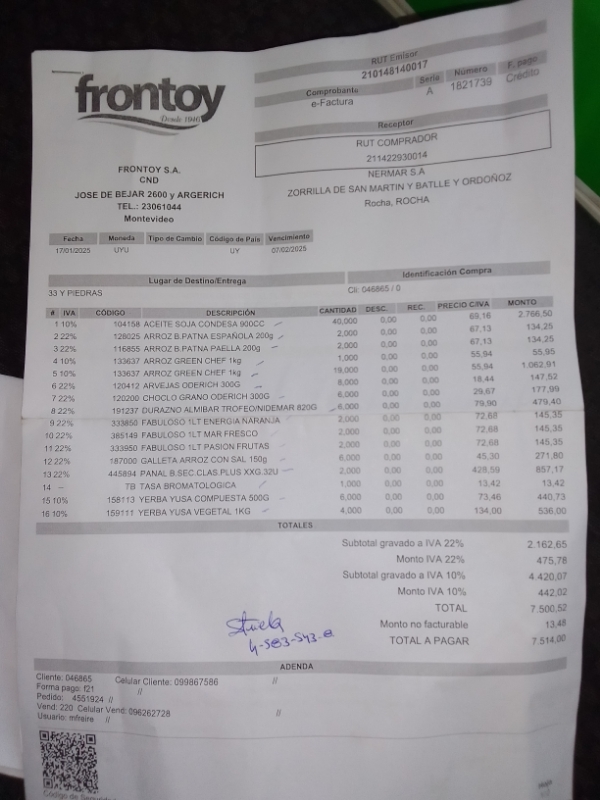 frontoy
Desde 1946
FRONTOY S.A.
CND
JOSE DE BEJAR 2600 y ARGERICH
TEL.: 23061044
Montevideo
RUT Emisor
210148140017
Comprobante Serie Número F. pago
e-Factura A 1821739 Crédito
Receptor
RUT COMPRADOR
211422930014
NERMAR S.A
ZORRILLA DE SAN MARTIN Y BATLLE Y ORDOÑOZ
Rocha, ROCHA
Fecha Moneda Tipo de Cambio Código de País Vencimiento
17/01/2025 UYU UY 07/02/2025
Lugar de Destino/Entrega Identificación Compra
33 Y PIEDRAS Cli: 046865 / 0
# IVA CÓDIGO DESCRIPCIÓN CANTIDAD DESC. REC. PRECIO C/IVA MONTO
1 10% 104158 ACEITE SOJA CONDESA 900CC 40,000 0,00 0,00 69,16 2.766,50
2 22% 128025 ARROZ B.PATNA ESPAÑOLA 200g 2,000 0,00 0,00 67,13 134,25
3 22% 116855 ARROZ B.PATNA PAELLA 200g 2,000 0,00 0,00 67,13 134,25
4 10% 133637 ARROZ GREEN CHEF 1kg 1,000 0,00 0,00 55,94 55,95
5 10% 133637 ARROZ GREEN CHEF 1kg 19,000 0,00 0,00 55,94 1.062,91
6 22% 120412 ARVEJAS ODERICH 300G 8,000 0,00 0,00 18,44 147,52
7 22% 120200 CHOCLO GRANO ODERICH 300G 6,000 0,00 0,00 29,67 177,99
8 22% 191237 DURAZNO ALMIBAR TROFEO/NIDEMAR 820G 6,000 0,00 0,00 79,90 479,40
9 22% 333850 FABULOSO 1LT ENERGIA NARANJA 2,000 0,00 0,00 72,68 145,35
10 22% 385149 FABULOSO 1LT MAR FRESCO 2,000 0,00 0,00 72,68 145,35
11 22% 333950 FABULOSO 1LT PASION FRUTAS 2,000 0,00 0,00 72,68 145,35
12 22% 187000 GALLETA ARROZ CON SAL 150g 6,000 0,00 0,00 45,30 271,80
13 22% 445894 PANAL B.SEC.CLAS.PLUS XXG 32U 2,000 0,00 0,00 428,59 857,17
14 -- TB TASA BROMATOLOGICA 1,000 0,00 0,00 13,42 13,42
15 10% 158113 YERBA YUSA COMPUESTA 500G 6,000 0,00 0,00 73,46 440,73
16 10% 159111 YERBA YUSA VEGETAL 1KG 4,000 0,00 0,00 134,00 536,00
TOTALES
Subtotal gravado a IVA 22% 2.162,65
Monto IVA 22% 475,78
Subtotal gravado a IVA 10% 4.420,07
Monto IVA 10% 442,02
TOTAL 7.500,52
Monto no facturable 13,48
TOTAL A PAGAR 7.514,00
ADENDA
Cliente: 046865 Celular Cliente: 099867586 //
Forma pago: f21 //
Pedido: 4551924 //
Vend: 220 Celular Vend: 096262728 //
Usuario: mfreire //